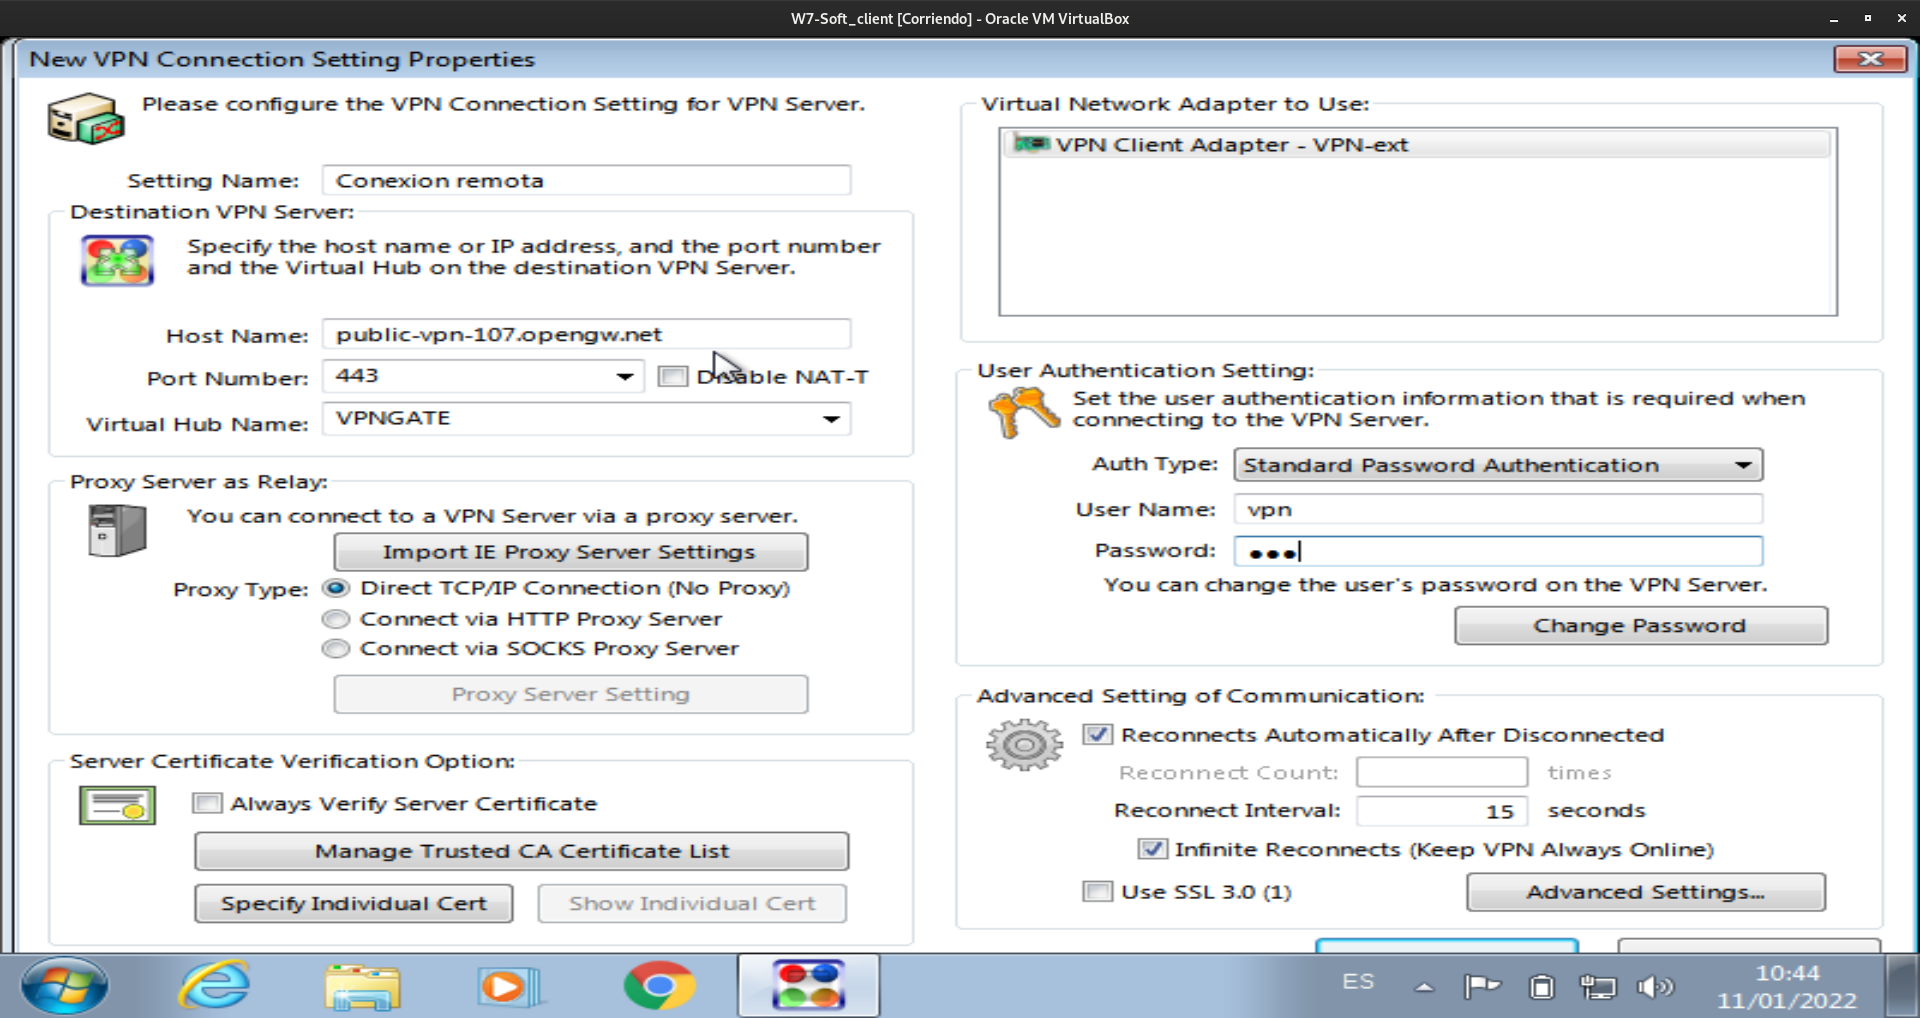 W7-Soft_client [Corriendo] - Oracle VM VirtualBox
New VPN Connection Setting Properties
Please configure the VPN Connection Setting for VPN Server.
Setting Name: Conexion remota
Destination VPN Server:
Specify the host name or IP address, and the port number
and the Virtual Hub on the destination VPN Server.
Host Name: public-vpn-107.opengw.net
Port Number: 443 Disable NAT-T
Virtual Hub Name: VPNGATE
Proxy Server as Relay:
You can connect to a VPN Server via a proxy server.
Import IE Proxy Server Settings
Proxy Type: Direct TCP/IP Connection (No Proxy)
Connect via HTTP Proxy Server
Connect via SOCKS Proxy Server
Proxy Server Setting
Server Certificate Verification Option:
Always Verify Server Certificate
Manage Trusted CA Certificate List
Specify Individual Cert Show Individual Cert
Virtual Network Adapter to Use:
VPN Client Adapter - VPN-ext
User Authentication Setting:
Set the user authentication information that is required when
connecting to the VPN Server.
Auth Type: Standard Password Authentication
User Name: vpn
Password: ●●●
You can change the user's password on the VPN Server.
Change Password
Advanced Setting of Communication:
Reconnects Automatically After Disconnected
Reconnect Count: times
Reconnect Interval: 15 seconds
Infinite Reconnects (Keep VPN Always Online)
Use SSL 3.0 (1) Advanced Settings...
ES
10:44
11/01/2022